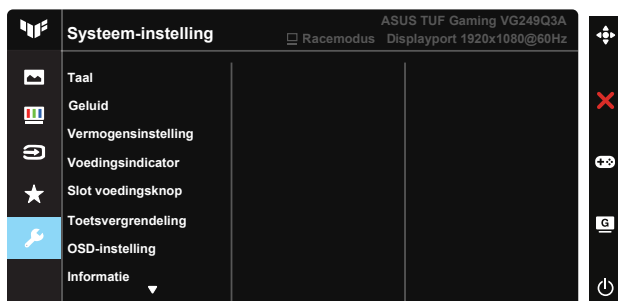 Systeem-instelling
ASUS TUF Gaming VG249Q3A
Racemodus Displayport 1920x1080@60Hz
Taal
Geluid
Vermogensinstelling
Voedingsindicator
Slot voedingsknop
Toetsvergrendeling
OSD-instelling
Informatie
G